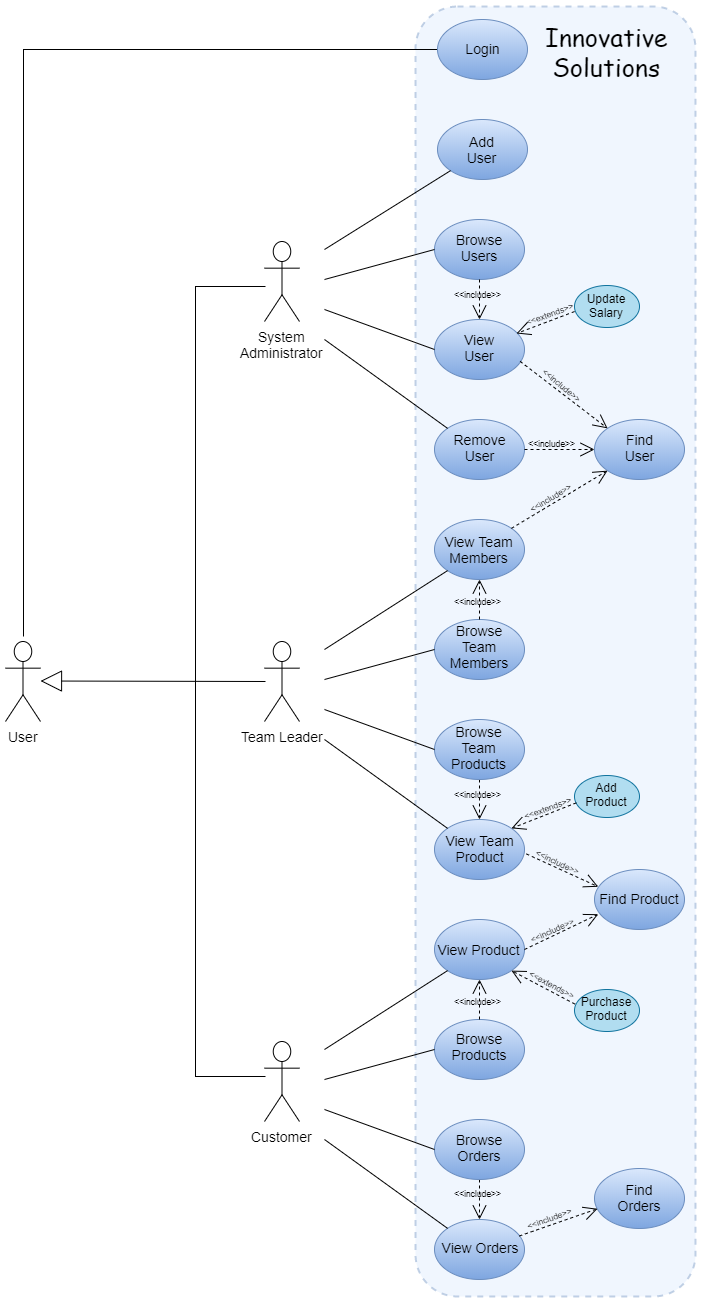 Login
Innovative
Solutions
Add
User
Browse
Users
<<include>>
Update
Salary
<<extends>>
System
Administrator
View
User
<<include>>
Remove
User
<<include>>
Find
User
<<include>>
View Team
Members
<<include>>
Browse
Team
Members
User
Team Leader
Browse
Team
Products
<<include>>
Add
Product
<<extends>>
View Team
Product
<<include>>
Find Product
<<include>>
View Product
<<extends>>
<<include>>
Purchase
Product
Browse
Products
Customer
Browse
Orders
<<include>>
Find
Orders
<<include>>
View Orders